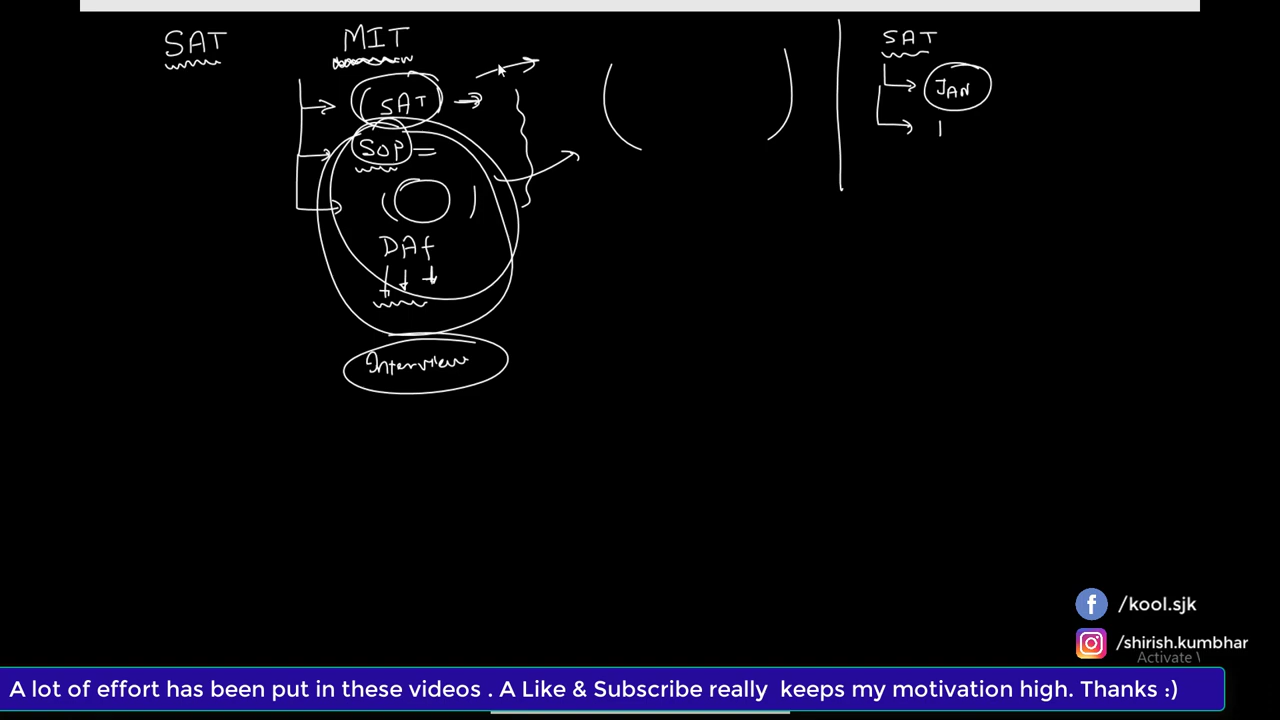 SAT
MIT
(SAT)
SOP =
DAf
Interview
SAT
JAN
/kool.sjk
/shirish.kumbhar
Activate \
A lot of effort has been put in these videos . A Like & Subscribe really keeps my motivation high. Thanks :)